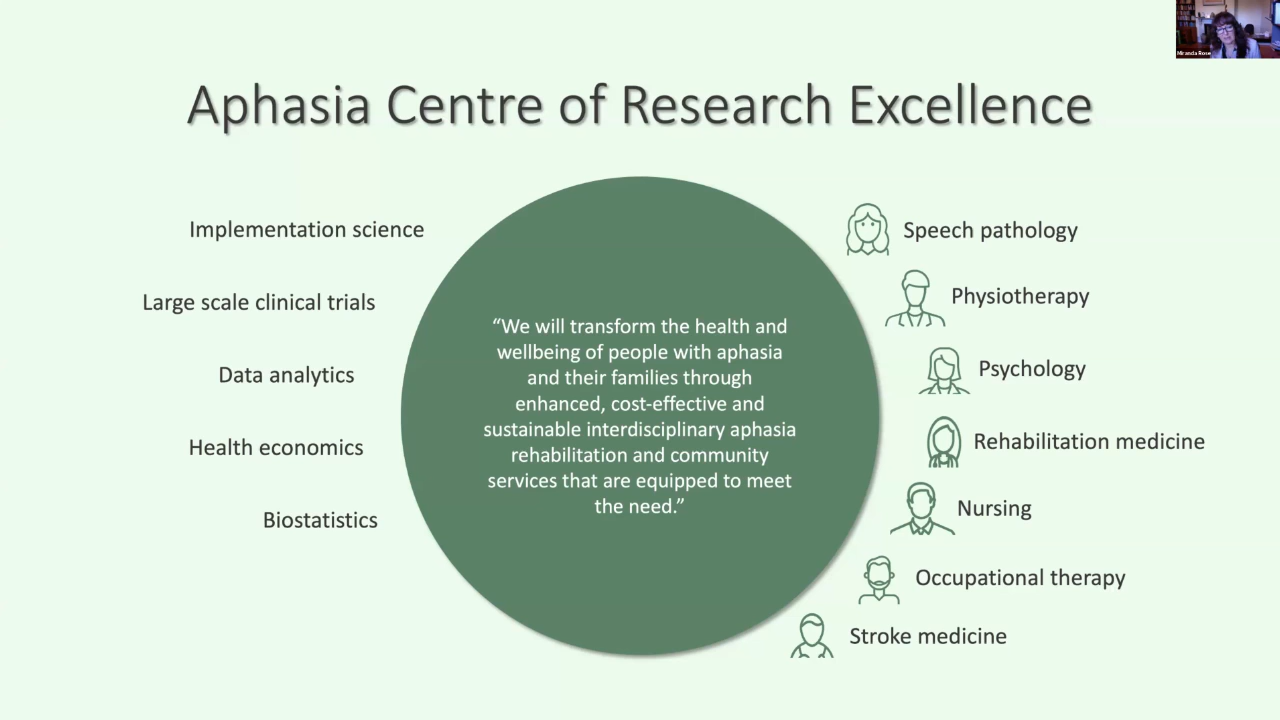 Miranda Rose
Aphasia Centre of Research Excellence
Implementation science
Large scale clinical trials
Data analytics
Health economics
Biostatistics
“We will transform the health and
wellbeing of people with aphasia
and their families through
enhanced, cost-effective and
sustainable interdisciplinary aphasia
rehabilitation and community
services that are equipped to meet
the need.”
Speech pathology
Physiotherapy
Psychology
Rehabilitation medicine
Nursing
Occupational therapy
Stroke medicine